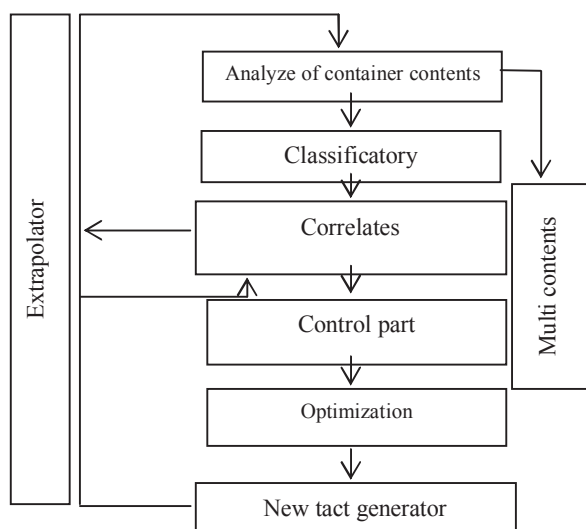 Analyze of container contents
Classificatory
Correlates
Control part
Optimization
New tact generator
Extrapolator
Multi contents